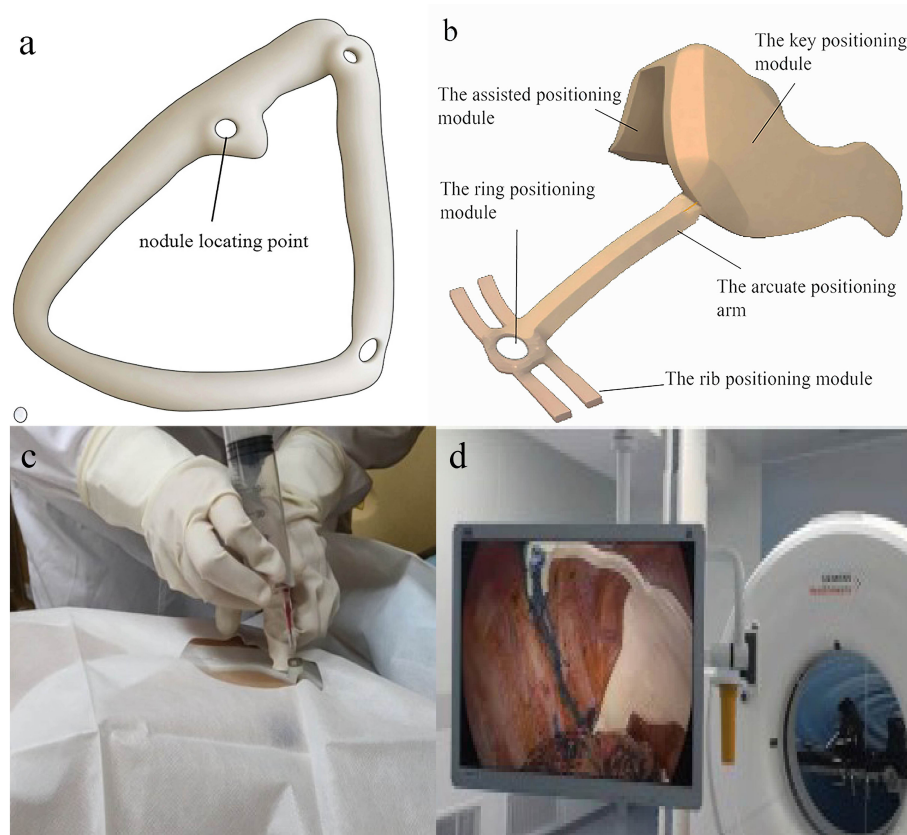 a
nodule locating point
b
The key positioning
module
The assisted positioning
module
The ring positioning
module
The arcuate positioning
arm
The rib positioning module
c
d